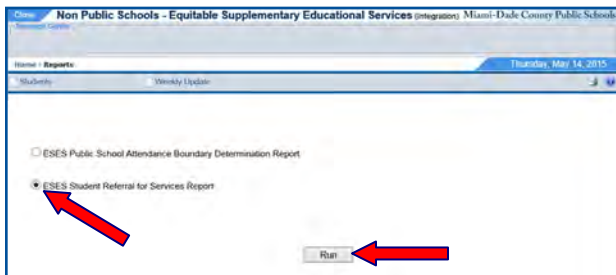 Close Non Public Schools - Equitable Supplementary Educational Services (Integration) Miami-Dade County Public Schools
Home > Reports Thursday, May 14, 2015
Students Weekly Update
ESES Public School Attendance Boundary Determination Report
ESES Student Referral for Services Report
Run